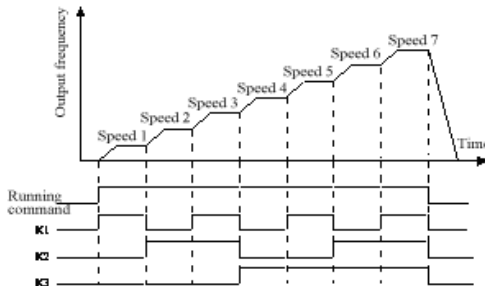 Output frequency
Speed 1
Speed 2
Speed 3
Speed 4
Speed 5
Speed 6
Speed 7
Time
Running
command
K1
K2
K3